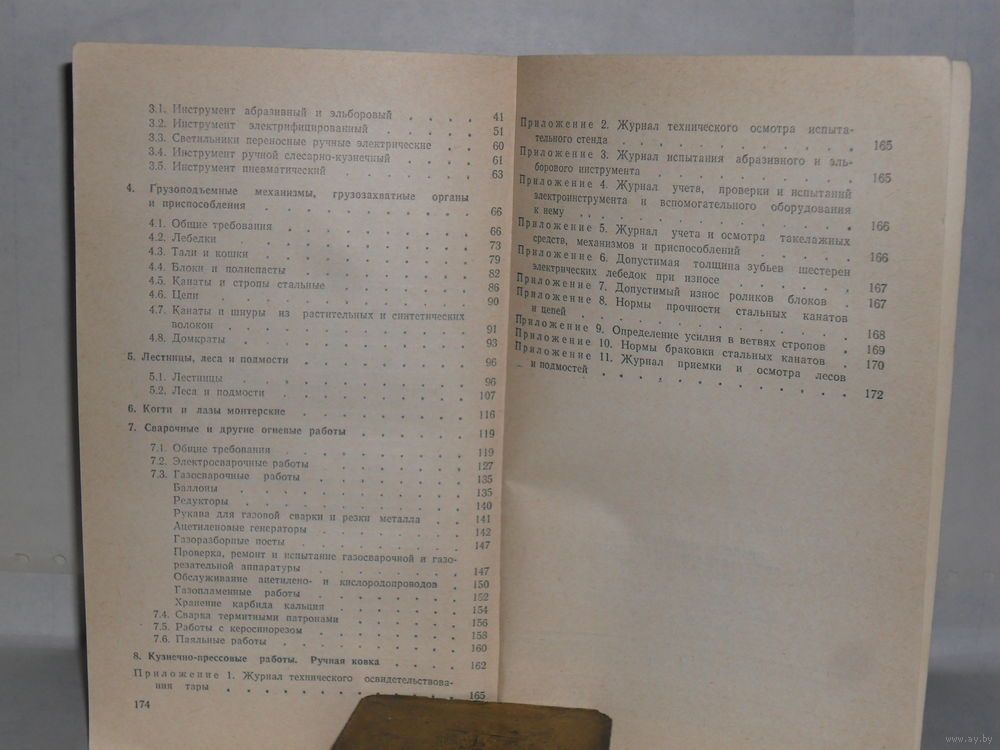 3.1. Инструмент абразивный и эльборовый . . . . 41
3.2. Инструмент электрифицированный . . . . . 51
3.3. Светильники переносные ручные электрические . . 60
3.4. Инструмент ручной слесарно-кузнечный . . . . 61
3.5. Инструмент пневматический . . . . . . 63
4. Грузоподъемные механизмы, грузозахватные органы
и приспособления . . . . . . . . . 66
4.1. Общие требования . . . . . . . . 66
4.2. Лебедки . . . . . . . . . . 73
4.3. Тали и кошки . . . . . . . . . 79
4.4. Блоки и полиспасты . . . . . . . 82
4.5. Канаты и стропы стальные . . . . . . 86
4.6. Цепи . . . . . . . . . . . 90
4.7. Канаты и шнуры из растительных и синтетических
волокон . . . . . . . . . . 91
4.8. Домкраты . . . . . . . . . . 93
5. Лестницы, леса и подмости . . . . . . . 96
5.1. Лестницы . . . . . . . . . . 96
5.2. Леса и подмости . . . . . . . . 107
6. Когти и лазы монтерские . . . . . . . 116
7. Сварочные и другие огневые работы . . . . . 119
7.1. Общие требования . . . . . . . . 119
7.2. Электросварочные работы . . . . . . 127
7.3. Газосварочные работы . . . . . . . 135
Баллоны . . . . . . . . . . 135
Редукторы . . . . . . . . . 140
Рукава для газовой сварки и резки металла . . 141
Ацетиленовые генераторы . . . . . . 142
Газоразборные посты . . . . . . . 147
Проверка, ремонт и испытание газосварочной и газо-
резательной аппаратуры . . . . . . 147
Обслуживание ацетилено- и кислородопроводов . 150
Газопламенные работы . . . . . . 152
Хранение карбида кальция . . . . . . 154
7.4. Сварка термитными патронами . . . . . 156
7.5. Работы с керосинорезом . . . . . . 158
7.6. Паяльные работы . . . . . . . . 160
8. Кузнечно-прессовые работы. Ручная ковка . . . . 162
Приложение 1. Журнал технического освидетельствова-
ния тары . . . . . . . . . 165
174
Приложение 2. Журнал технического осмотра испыта-
тельного стенда . . . . . . . . 165
Приложение 3. Журнал испытания абразивного и эль-
борового инструмента . . . . . . . 165
Приложение 4. Журнал учета, проверки и испытаний
электроинструмента и вспомогательного оборудования
к нему . . . . . . . . . . 166
Приложение 5. Журнал учета и осмотра такелажных
средств, механизмов и приспособлений . . . . 166
Приложение 6. Допустимая толщина зубьев шестерен
электрических лебедок при износе . . . . . 167
Приложение 7. Допустимый износ роликов блоков . 167
Приложение 8. Нормы прочности стальных канатов
и цепей . . . . . . . . . . 168
Приложение 9. Определение усилия в ветвях стропов . 169
Приложение 10. Нормы браковки стальных канатов . 170
Приложение 11. Журнал приемки и осмотра лесов
и подмостей . . . . . . . . . 172
www.ay.by